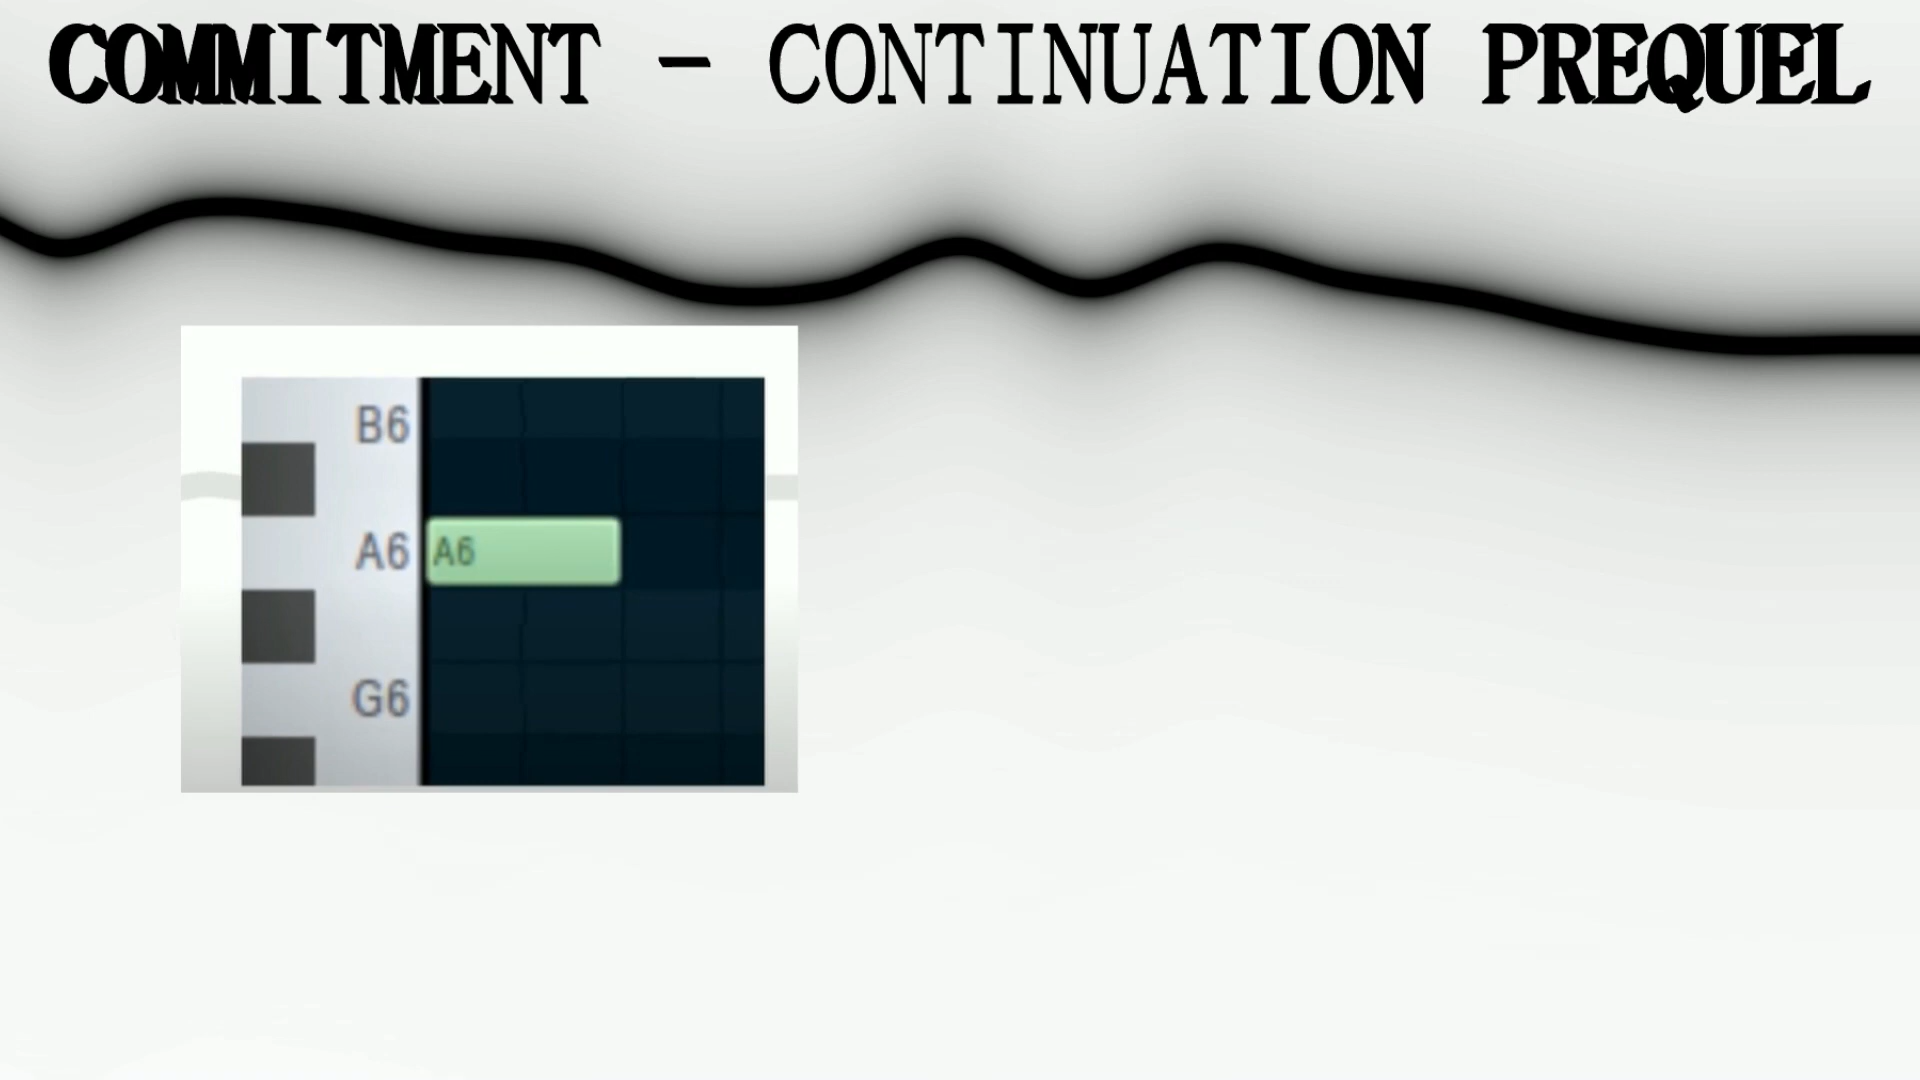 COMMITMENT - CONTINUATION PREQUEL
B6
A6 A6
G6